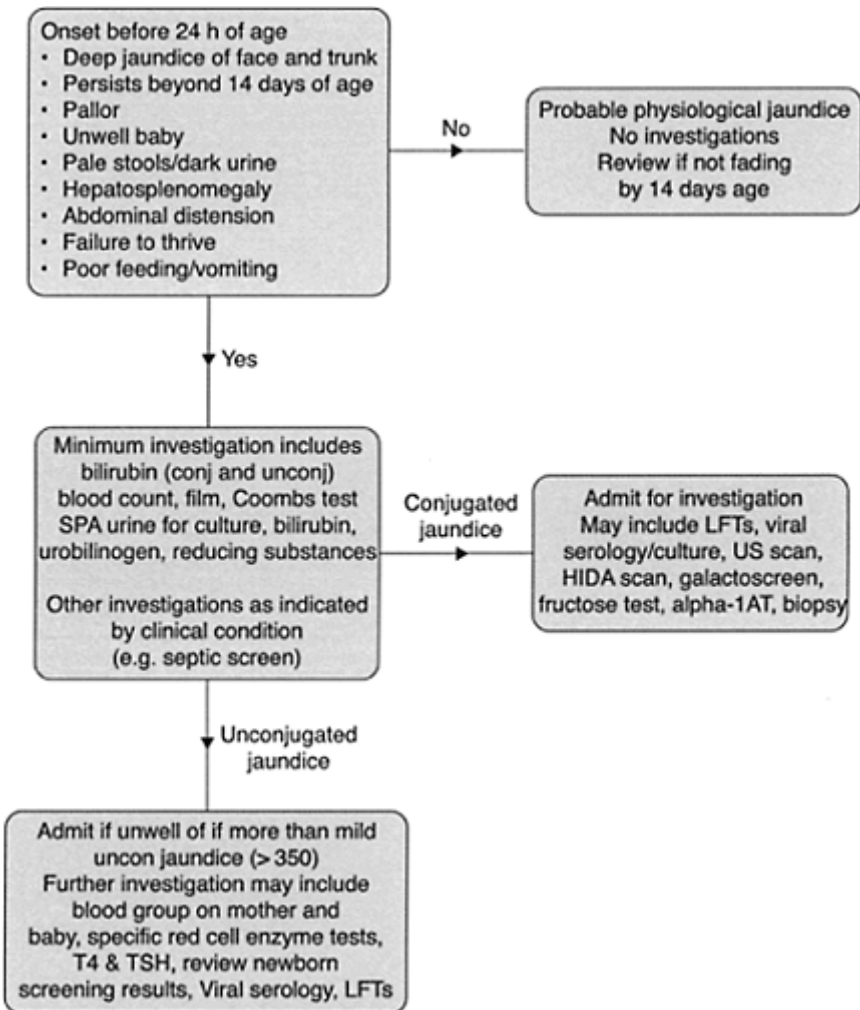 Onset before 24 h of age
• Deep jaundice of face and trunk
• Persists beyond 14 days of age
• Pallor
• Unwell baby
• Pale stools/dark urine
• Hepatosplenomegaly
• Abdominal distension
• Failure to thrive
• Poor feeding/vomiting
No
Probable physiological jaundice
No investigations
Review if not fading
by 14 days age
Yes
Minimum investigation includes
bilirubin (conj and unconj)
blood count, film, Coombs test
SPA urine for culture, bilirubin,
urobilinogen, reducing substances
Other investigations as indicated
by clinical condition
(e.g. septic screen)
Conjugated
jaundice
Admit for investigation
May include LFTs, viral
serology/culture, US scan,
HIDA scan, galactoscreen,
fructose test, alpha-1AT, biopsy
Unconjugated
jaundice
Admit if unwell of if more than mild
uncon jaundice (> 350)
Further investigation may include
blood group on mother and
baby, specific red cell enzyme tests,
T4 & TSH, review newborn
screening results, Viral serology, LFTs